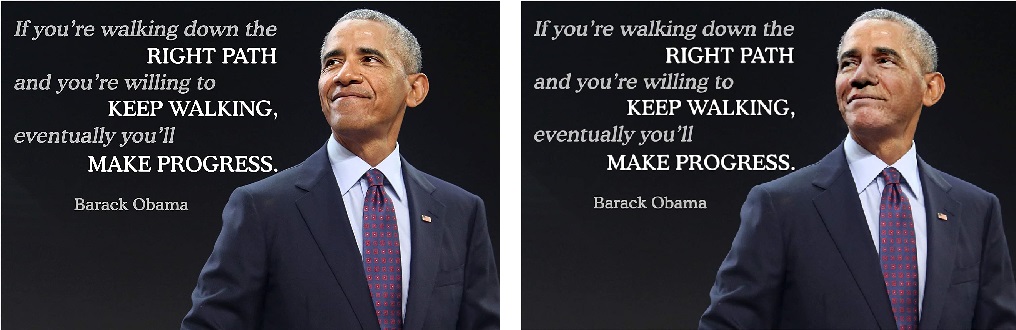 If you're walking down the
RIGHT PATH
and you're willing to
KEEP WALKING,
eventually you'll
MAKE PROGRESS.
Barack Obama
If you're walking down the
RIGHT PATH
and you're willing to
KEEP WALKING,
eventually you'll
MAKE PROGRESS.
Barack Obama